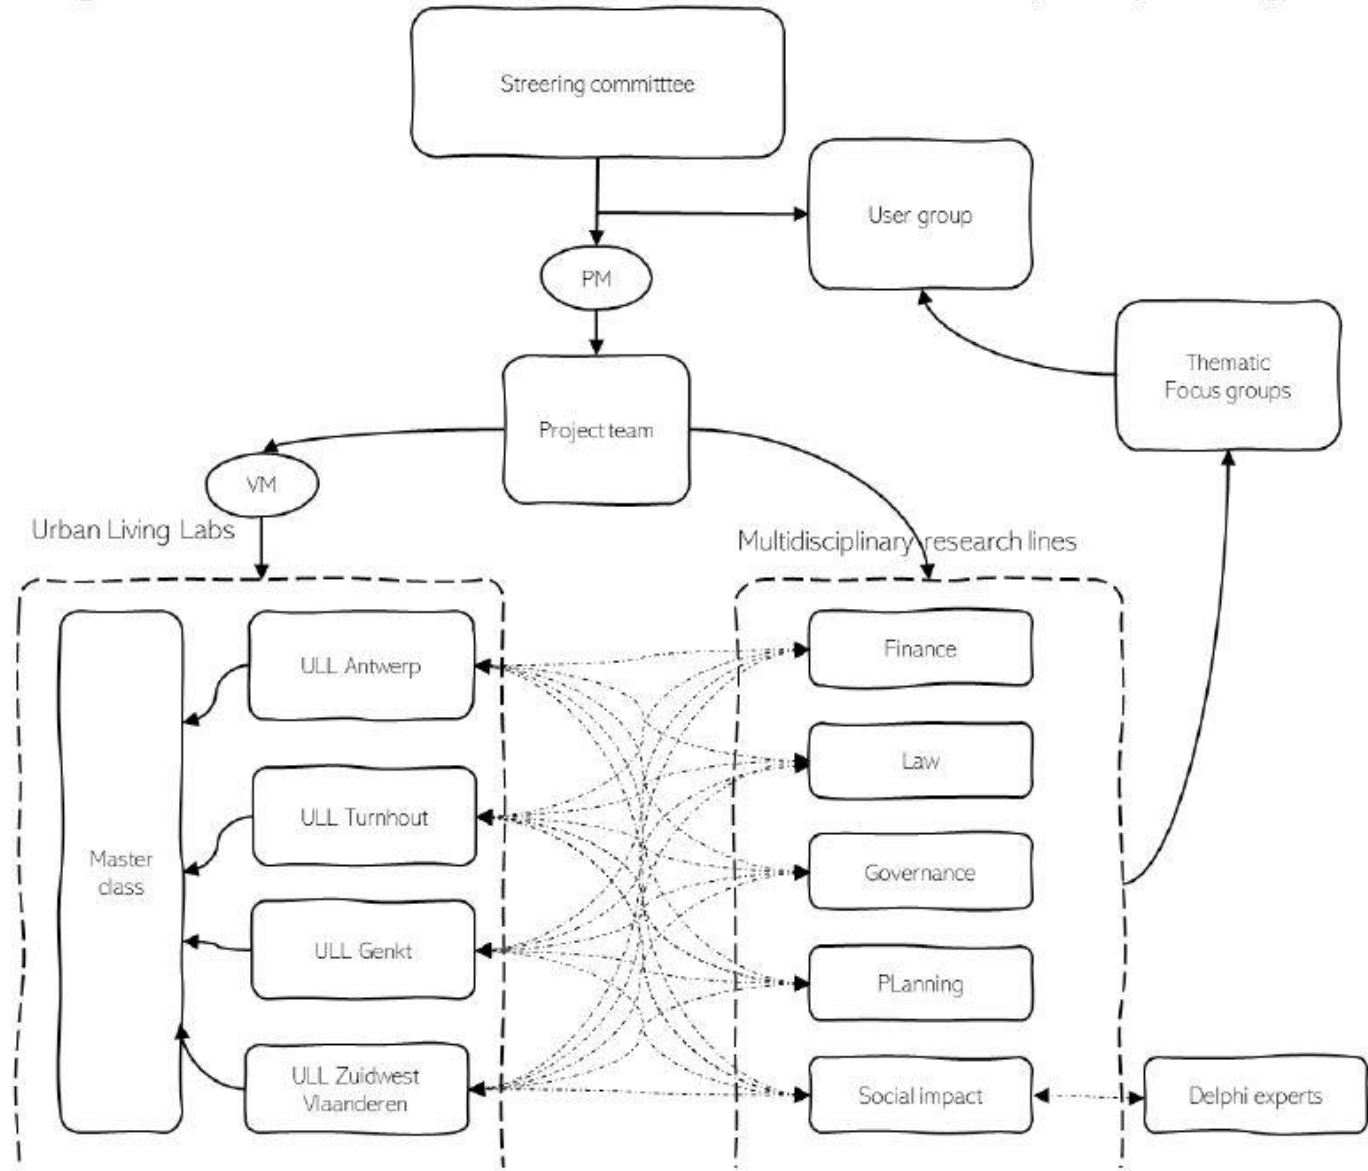 Streering committtee
User group
PM
Thematic
Focus groups
Project team
VM
Urban Living Labs
Multidisciplinary research lines
Master
class
ULL Antwerp
ULL Turnhout
ULL Genkt
ULL Zuidwest
Vlaanderen
Finance
Law
Governance
PLanning
Social impact
Delphi experts